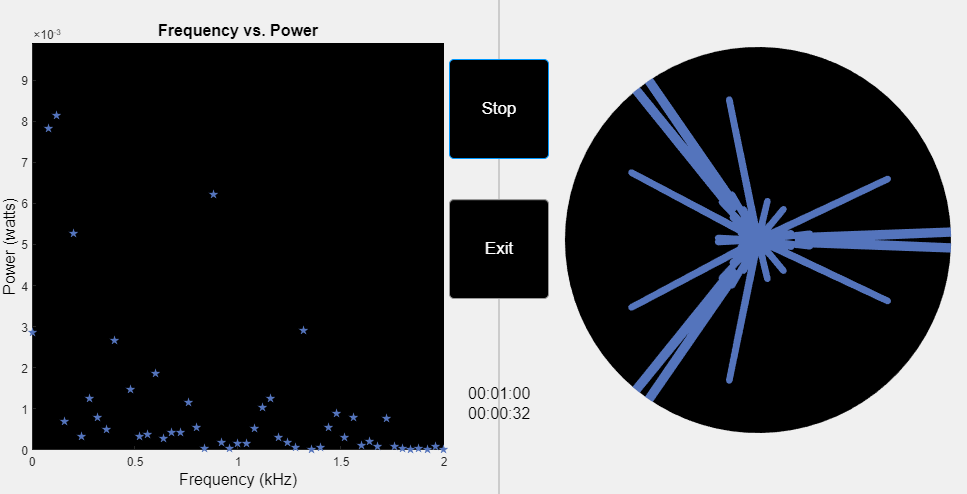 Frequency vs. Power
×10⁻³
9
8
7
6
5
4
3
2
1
0
Power (watts)
0 0.5 1 1.5 2
Frequency (kHz)
Stop
Exit
00:01:00
00:00:32